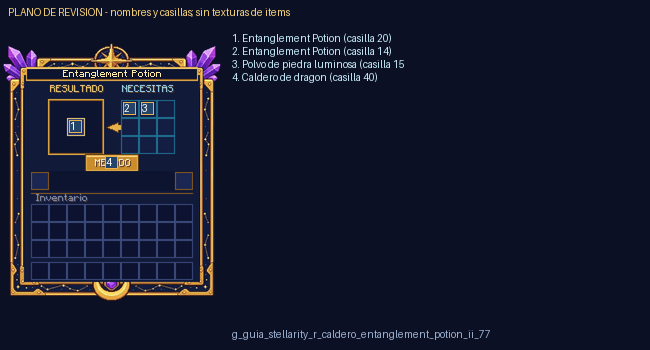 PLANO DE REVISION - nombres y casillas; sin texturas de items
1. Entanglement Potion (casilla 20)
2. Entanglement Potion (casilla 14)
3. Polvo de piedra luminosa (casilla 15
4. Caldero de dragon (casilla 40)
Entanglement Potion
RESULTADO
NECESITAS
1
2
3
4
Inventario
g_guia_stellarity_r_caldero_entanglement_potion_ii_77